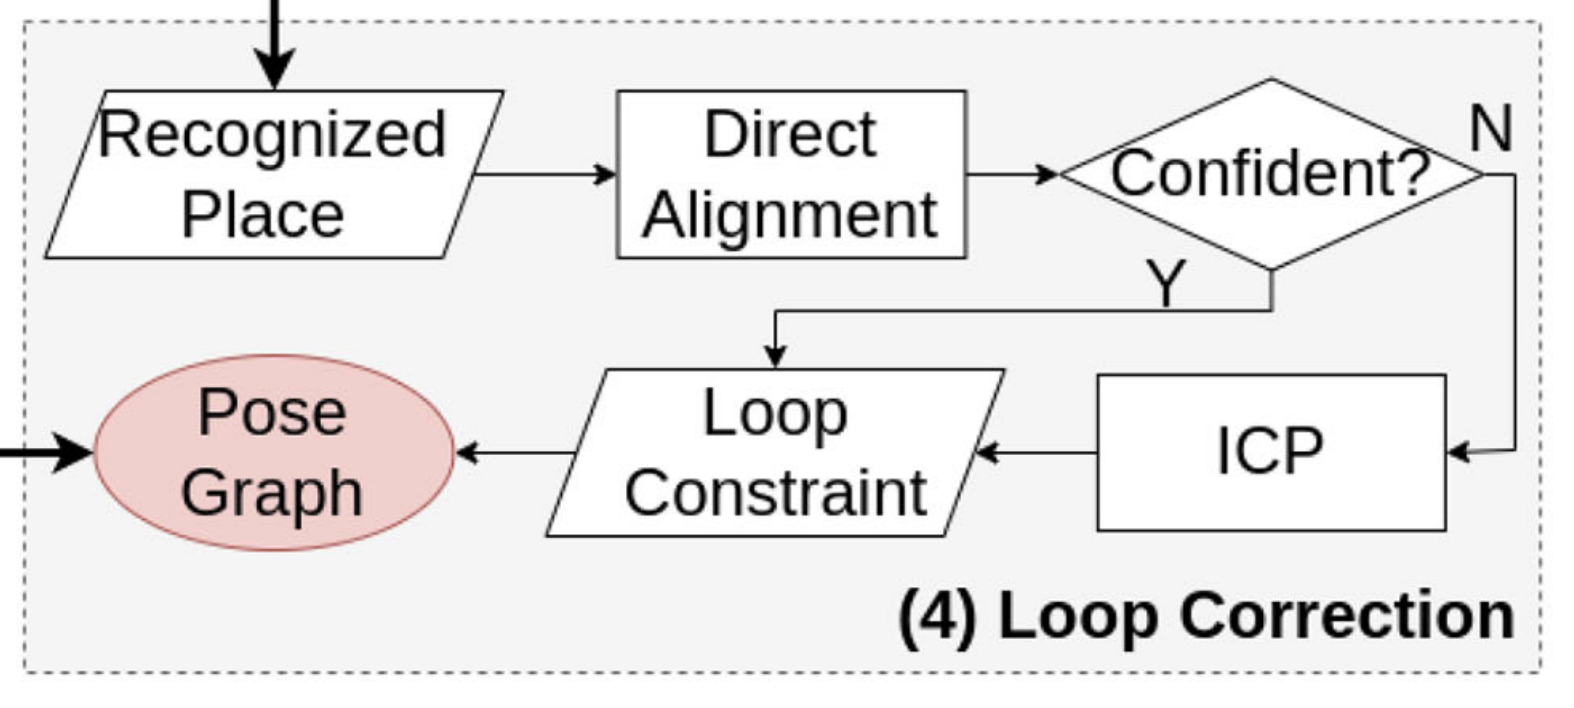 Recognized
Place
Direct
Alignment
Confident?
N
Y
Pose
Graph
Loop
Constraint
ICP
(4) Loop Correction